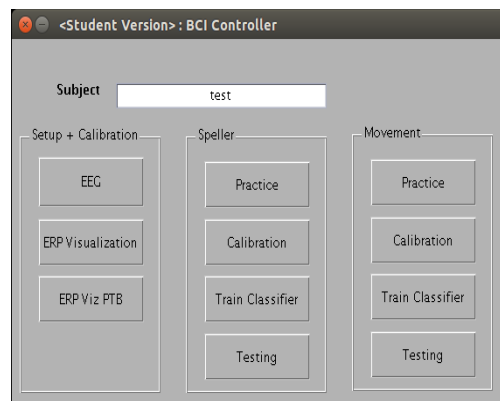 <Student Version> : BCI Controller
Subject
test
Setup + Calibration
EEG
ERP Visualization
ERP Viz PTB
Speller
Practice
Calibration
Train Classifier
Testing
Movement
Practice
Calibration
Train Classifier
Testing